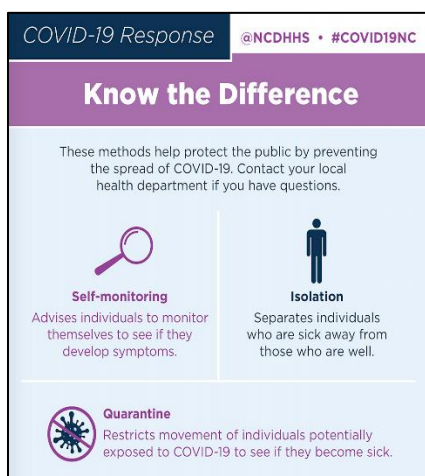 COVID-19 Response
@NCDHHS • #COVID19NC
Know the Difference
These methods help protect the public by preventing
the spread of COVID-19. Contact your local
health department if you have questions.
Self-monitoring
Advises individuals to monitor
themselves to see if they
develop symptoms.
Isolation
Separates individuals
who are sick away from
those who are well.
Quarantine
Restricts movement of individuals potentially
exposed to COVID-19 to see if they become sick.